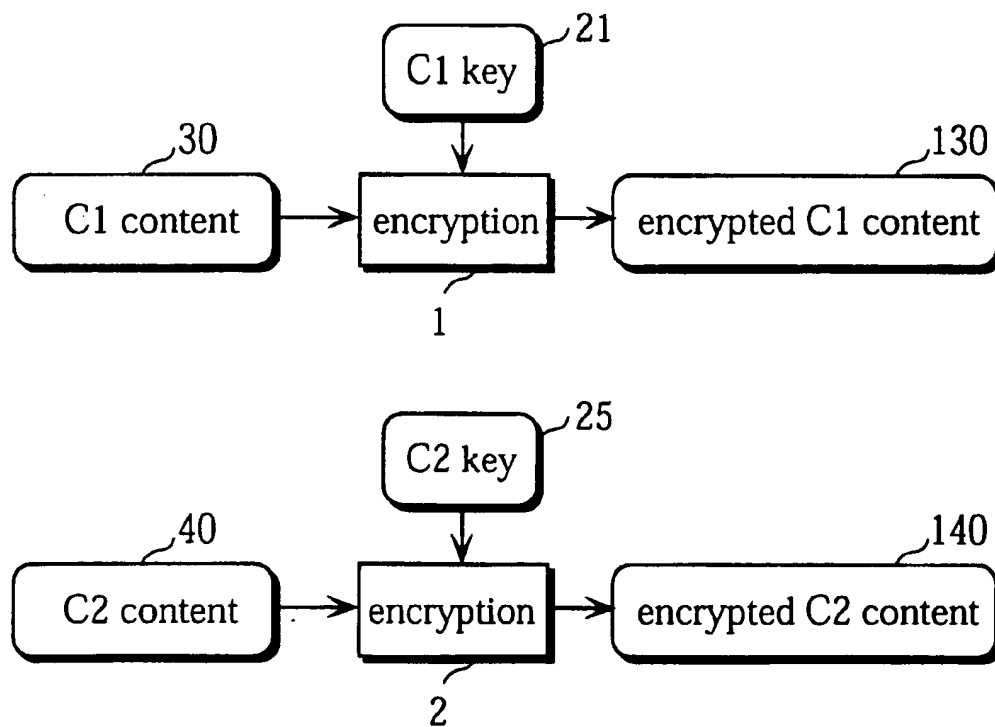 21
C1 key
30
130
C1 content
encryption
encrypted C1 content
1
25
C2 key
40
140
C2 content
encryption
encrypted C2 content
2